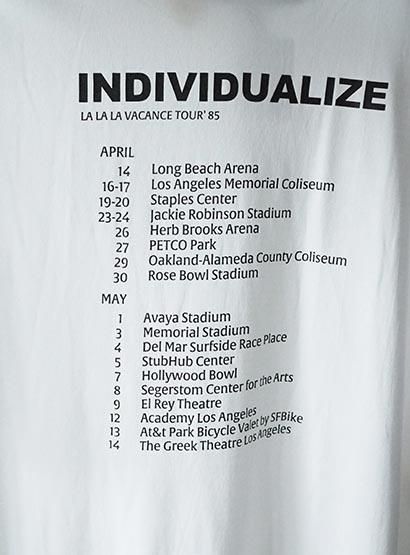 INDIVIDUALIZE
LA LA LA VACANCE TOUR' 85
APRIL
14 Long Beach Arena
16-17 Los Angeles Memorial Coliseum
19-20 Staples Center
23-24 Jackie Robinson Stadium
26 Herb Brooks Arena
27 PETCO Park
29 Oakland-Alameda County Coliseum
30 Rose Bowl Stadium
MAY
1 Avaya Stadium
3 Memorial Stadium
4 Del Mar Surfside Race Place
5 StubHub Center
7 Hollywood Bowl
8 Segerstom Center for the Arts
9 El Rey Theatre
12 Academy Los Angeles
13 At&t Park Bicycle Valet by SFBike
14 The Greek Theatre Los Angeles